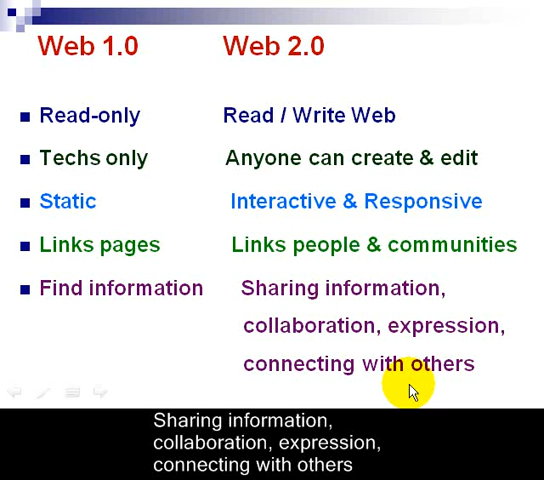 Web 1.0 Web 2.0
Read-only Read / Write Web
Techs only Anyone can create & edit
Static Interactive & Responsive
Links pages Links people & communities
Find information Sharing information,
collaboration, expression,
connecting with others
Sharing information,
collaboration, expression,
connecting with others